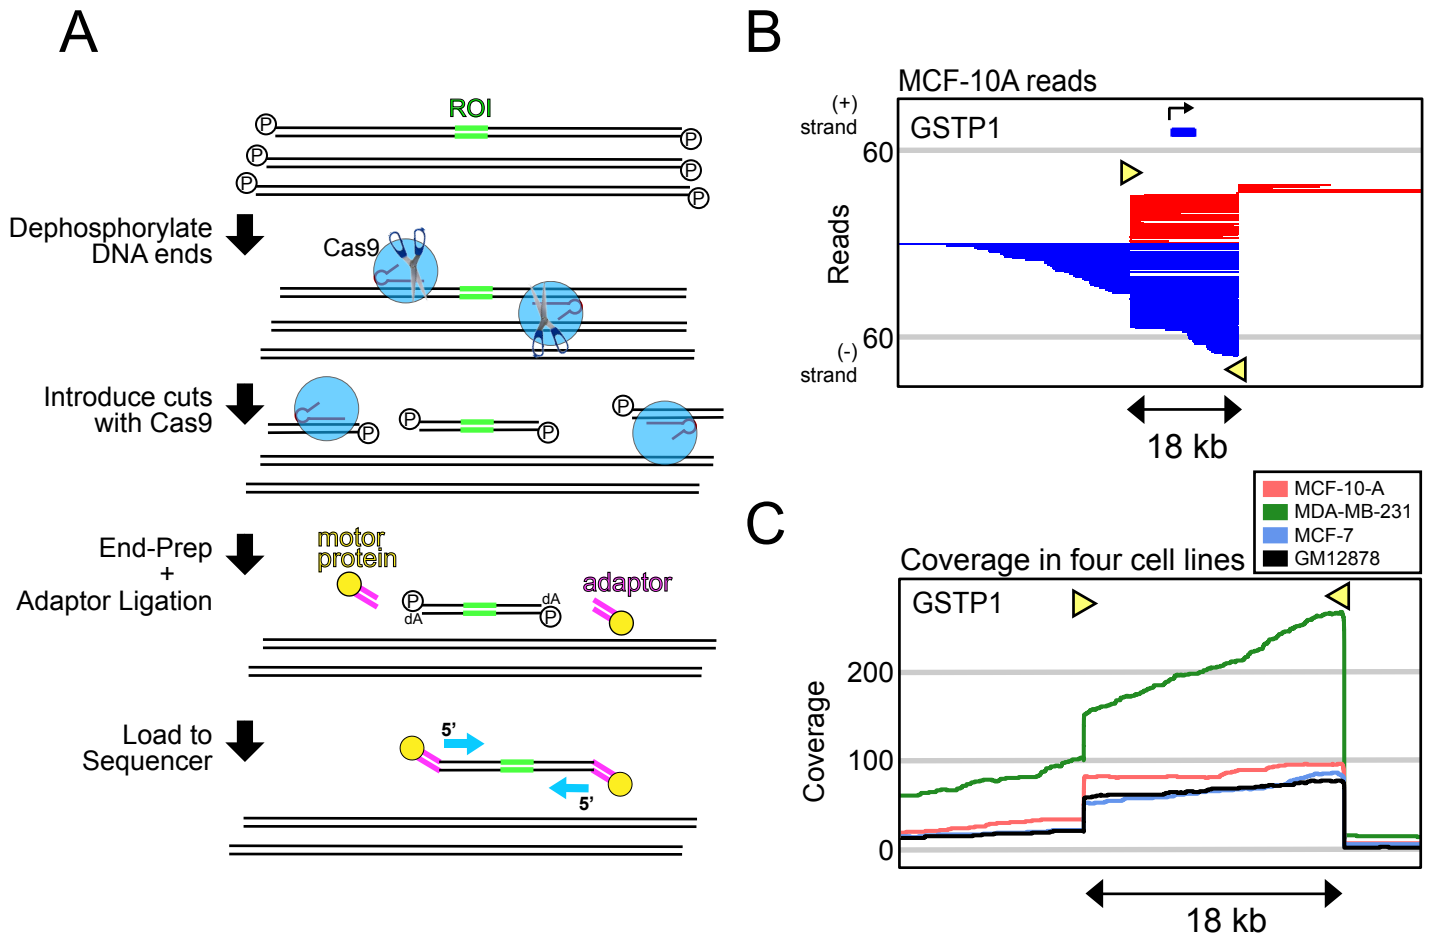 A
ROI
P
P
P
P
P
P
Dephosphorylate
DNA ends
Cas9
Introduce cuts
with Cas9
P
P
P
P
End-Prep
+
Adaptor Ligation
motor
protein
adaptor
P
dA
dA
P
Load to
Sequencer
5’
5’
B
MCF-10A reads
(+)
strand
GSTP1
60
Reads
60
(-)
strand
18 kb
C
MCF-10-A
MDA-MB-231
MCF-7
GM12878
Coverage in four cell lines
GSTP1
200
100
0
Coverage
18 kb